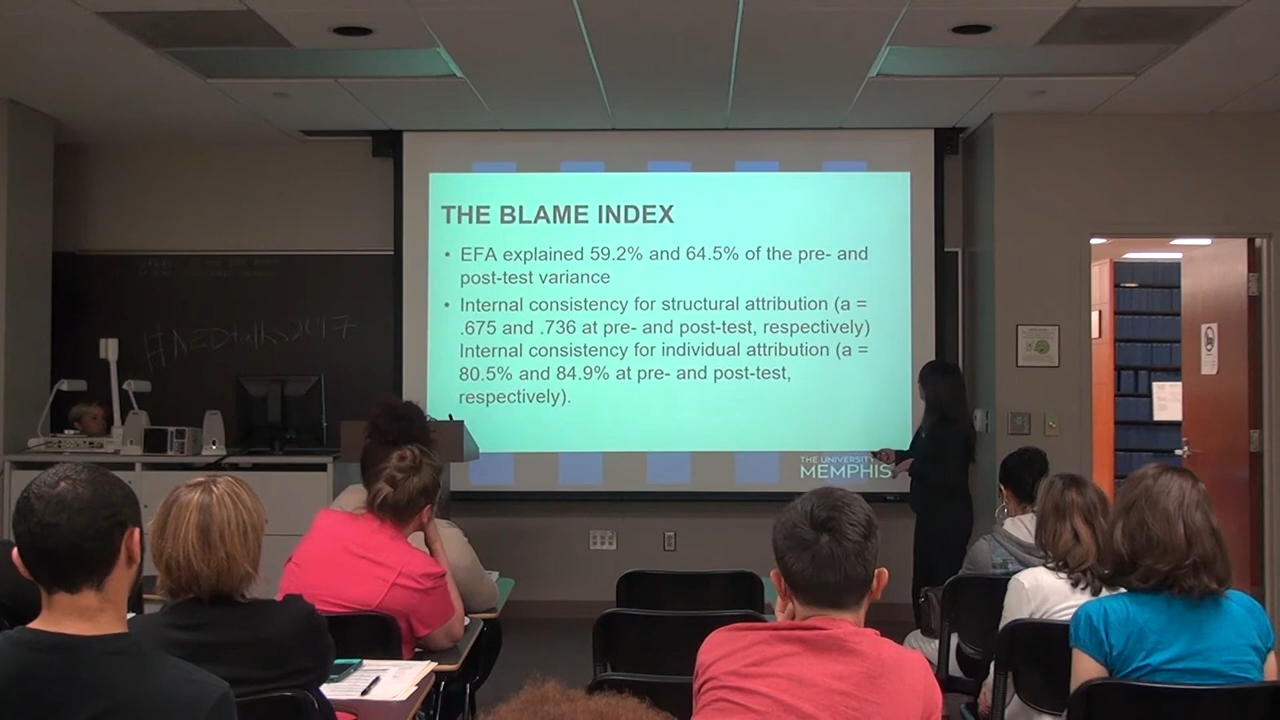 THE BLAME INDEX
• EFA explained 59.2% and 64.5% of the pre- and
post-test variance
• Internal consistency for structural attribution (a =
.675 and .736 at pre- and post-test, respectively)
Internal consistency for individual attribution (a =
80.5% and 84.9% at pre- and post-test,
respectively).
THE UNIVERSITY
MEMPHIS